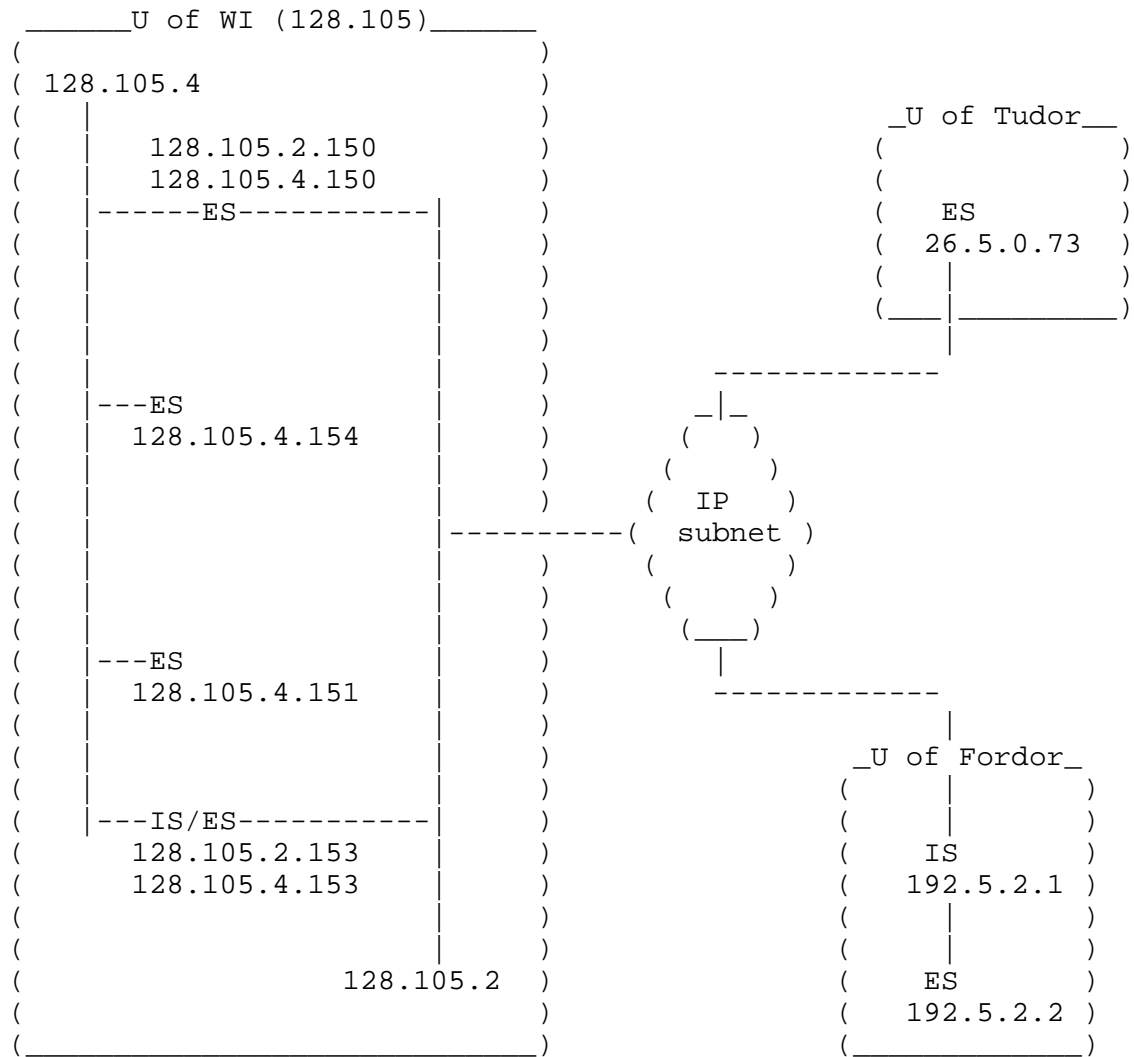 U of WI (128.105)
128.105.4
U of Tudor
128.105.2.150
128.105.4.150
ES
ES
26.5.0.73
ES
128.105.4.154
IP
subnet
ES
128.105.4.151
U of Fordor
IS/ES
128.105.2.153
IS
128.105.4.153
192.5.2.1
128.105.2
ES
192.5.2.2